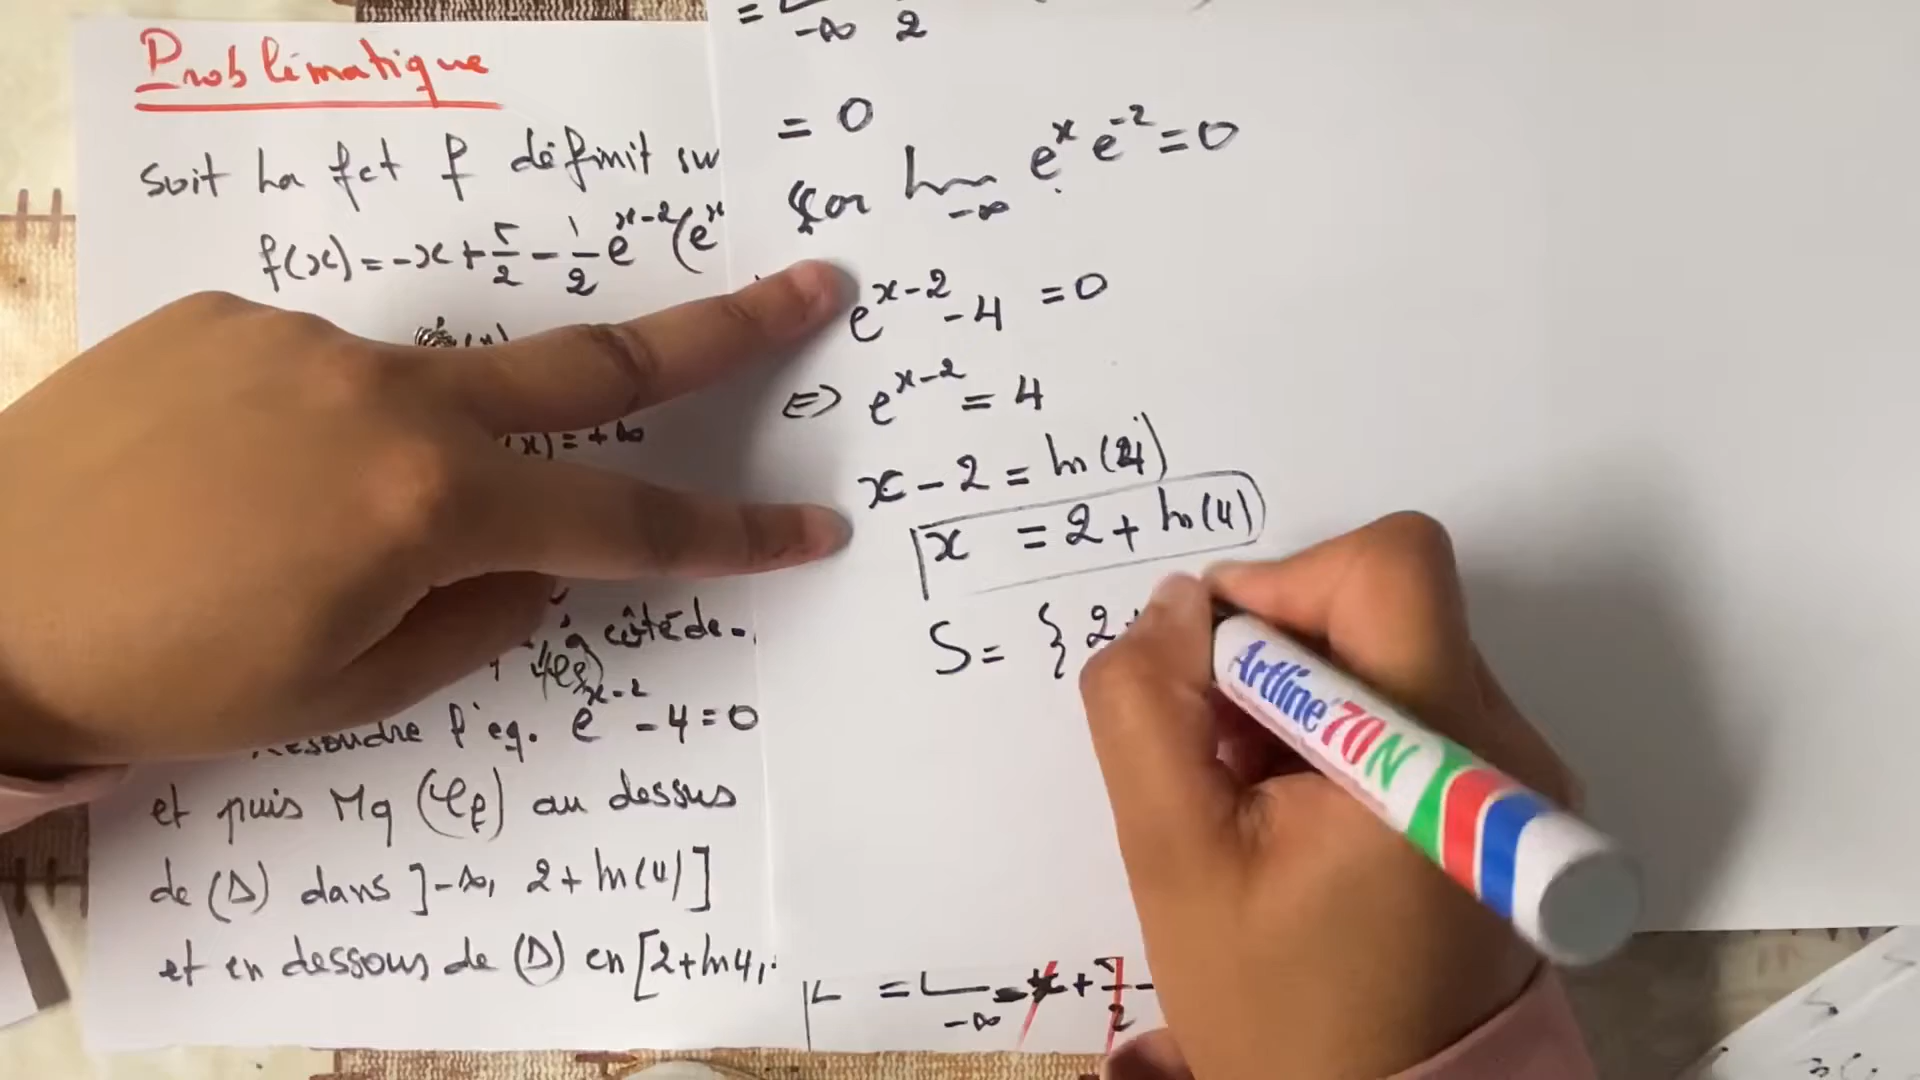 Problématique
soit la fct f définit sur
f(x) = -x + 5/2 - 1/2 e^{x-2}(e^x
(x) = +∞
côté de
(φf)
Résoudre l'éq. e^{x-2} - 4 = 0
et puis Mq (φf) au dessus
de (Δ) dans ]-∞, 2 + ln(4)]
et en dessous de (Δ) en [2+ln4,
-∞ 2
= 0
Car lim e^x e^{-2} = 0
-∞
e^{x-2} - 4 = 0
⇔ e^{x-2} = 4
x - 2 = ln(4)
x = 2 + ln(4)
S = { 2 +
= L - x + 5/2 -
-∞
Artline 70N